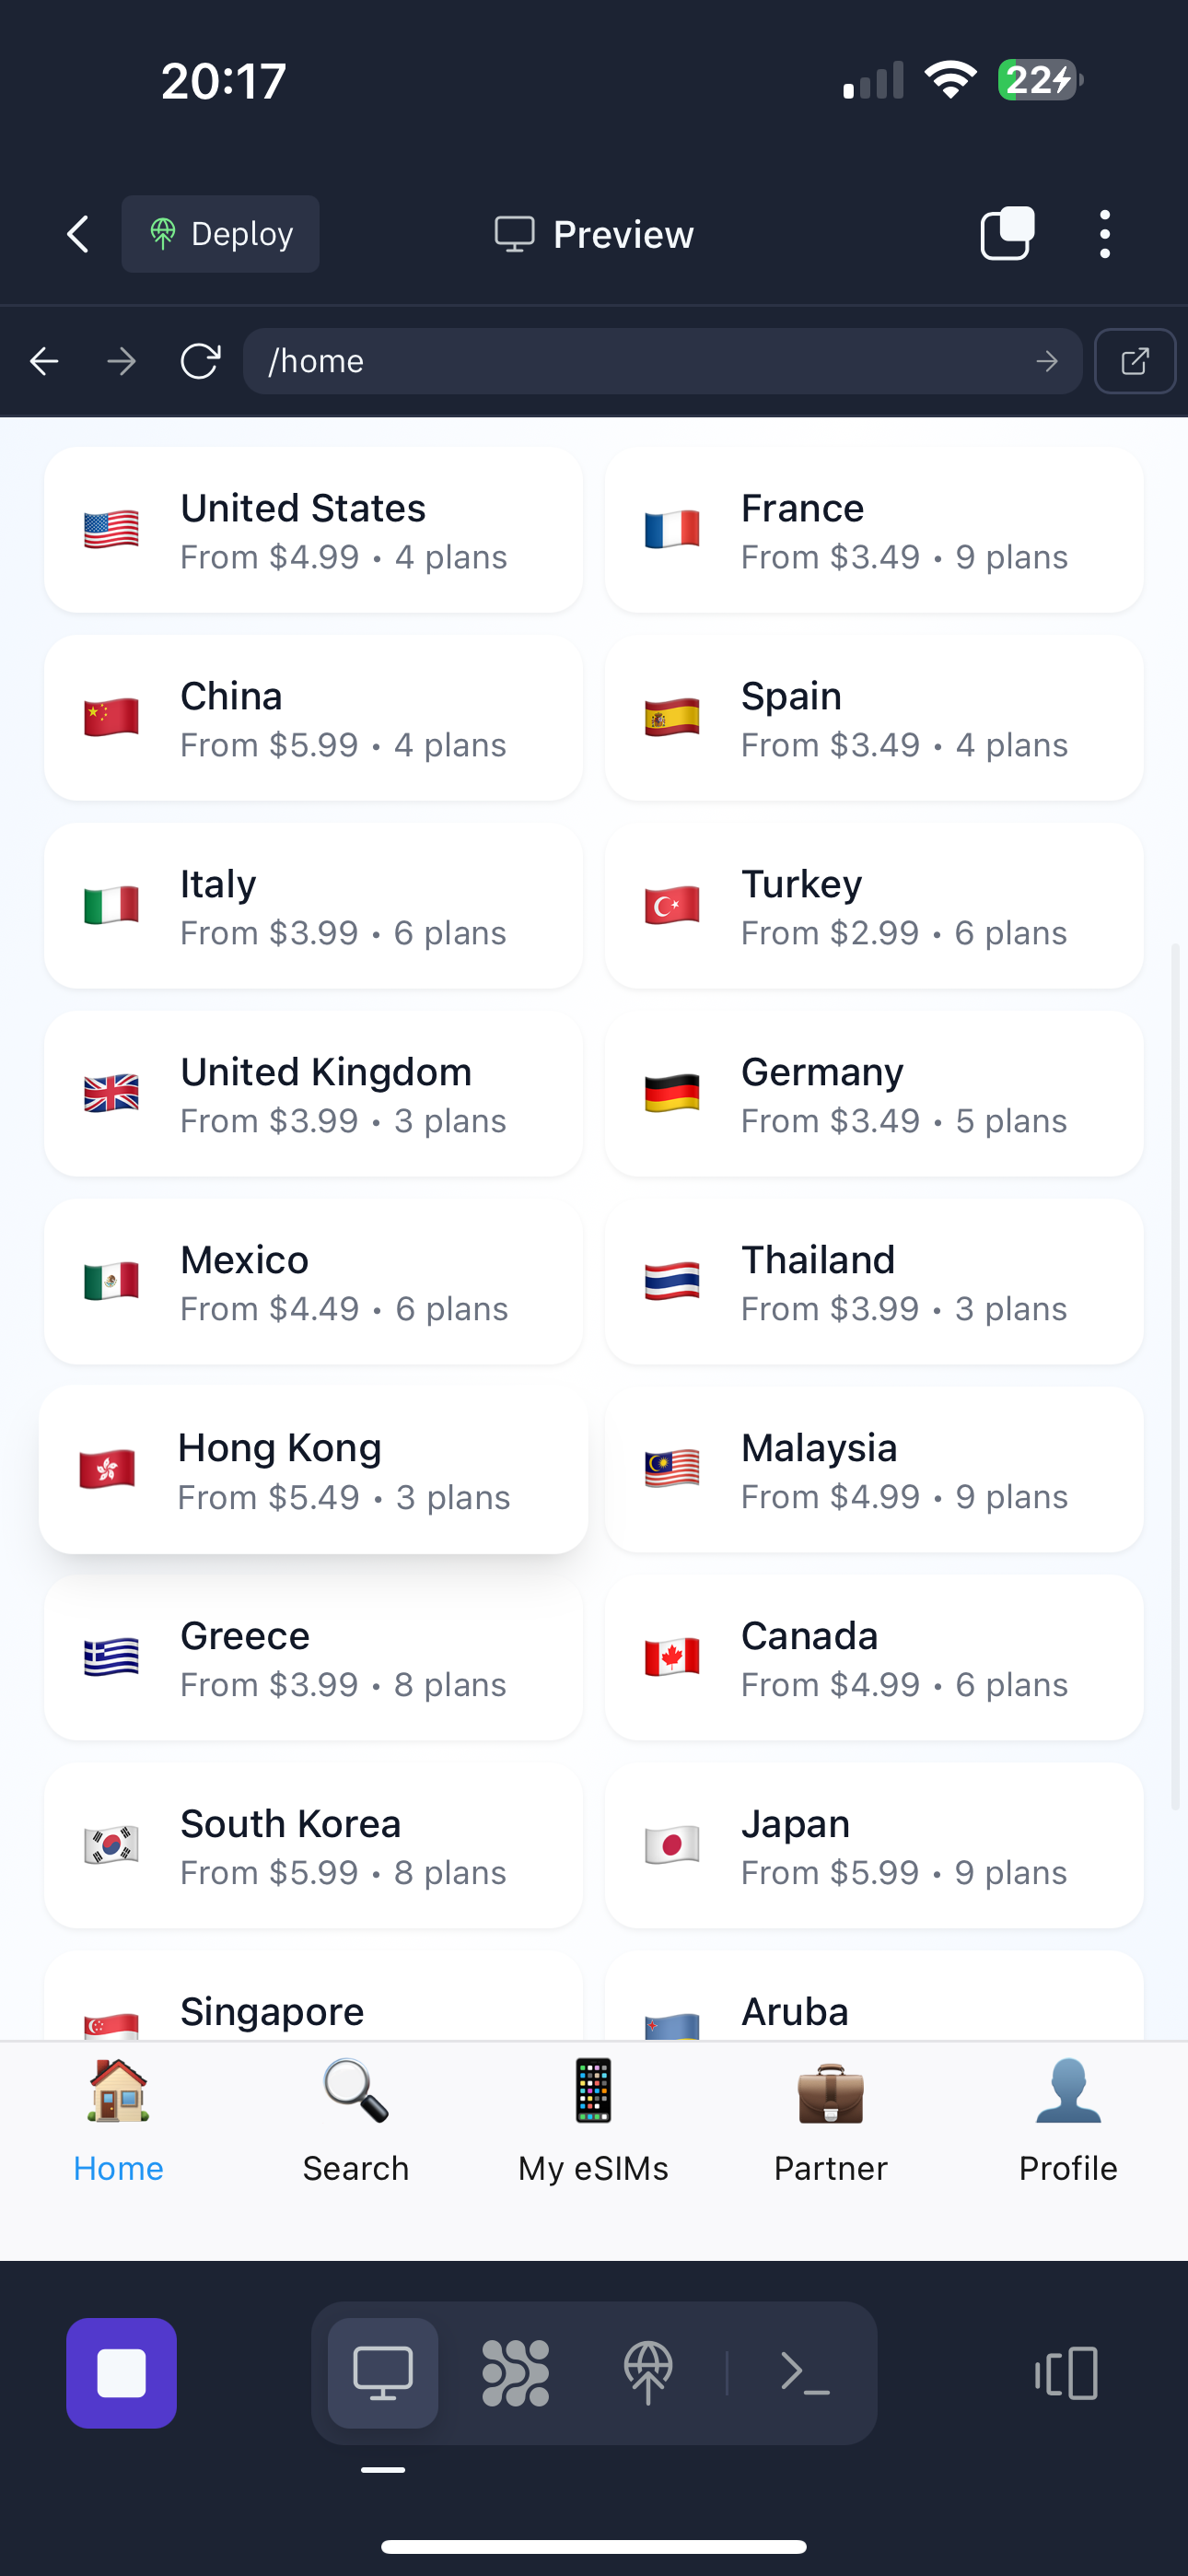 20:17
22
Deploy
Preview
/home
United States
From $4.99 • 4 plans
France
From $3.49 • 9 plans
China
From $5.99 • 4 plans
Spain
From $3.49 • 4 plans
Italy
From $3.99 • 6 plans
Turkey
From $2.99 • 6 plans
United Kingdom
From $3.99 • 3 plans
Germany
From $3.49 • 5 plans
Mexico
From $4.49 • 6 plans
Thailand
From $3.99 • 3 plans
Hong Kong
From $5.49 • 3 plans
Malaysia
From $4.99 • 9 plans
Greece
From $3.99 • 8 plans
Canada
From $4.99 • 6 plans
South Korea
From $5.99 • 8 plans
Japan
From $5.99 • 9 plans
Singapore
Aruba
Home
Search
My eSIMs
Partner
Profile